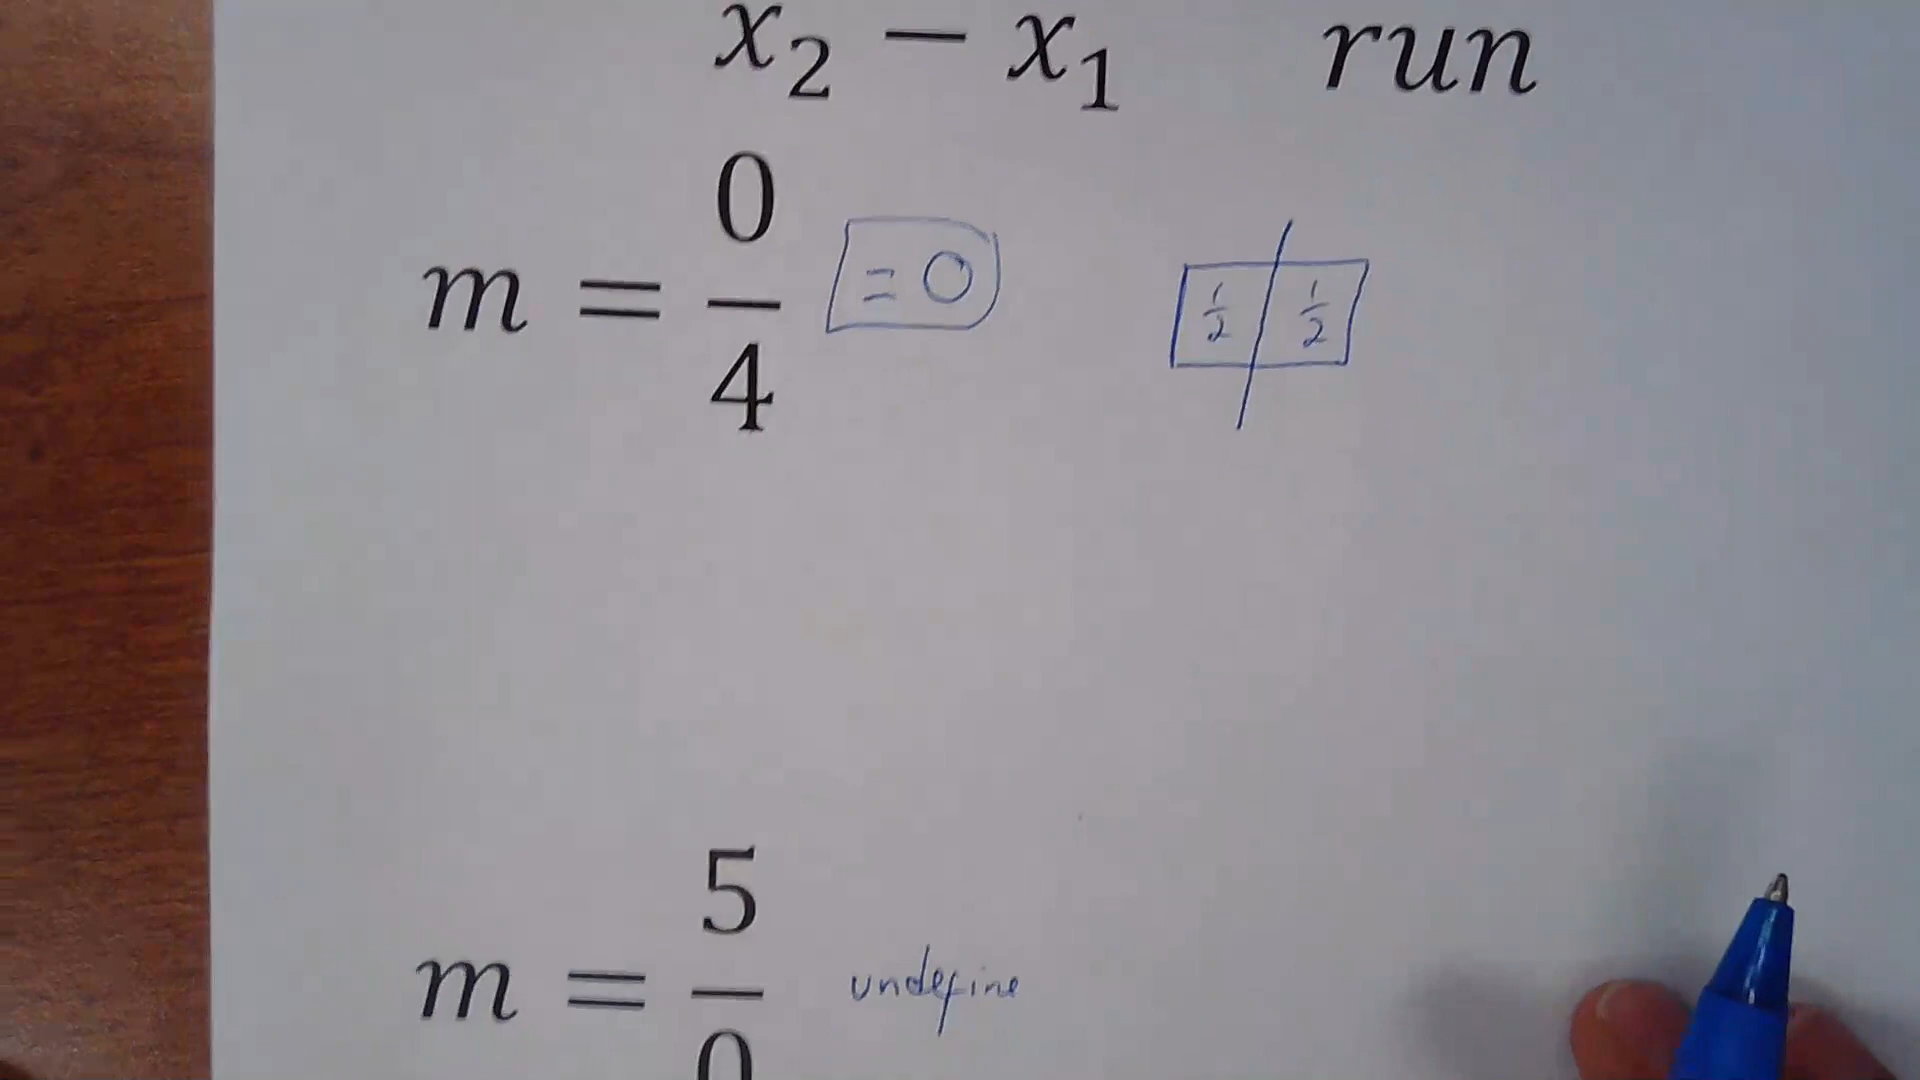 x₂ − x₁ run
m = 0/4 = 0
1/2 1/2
m = 5/0 undefine